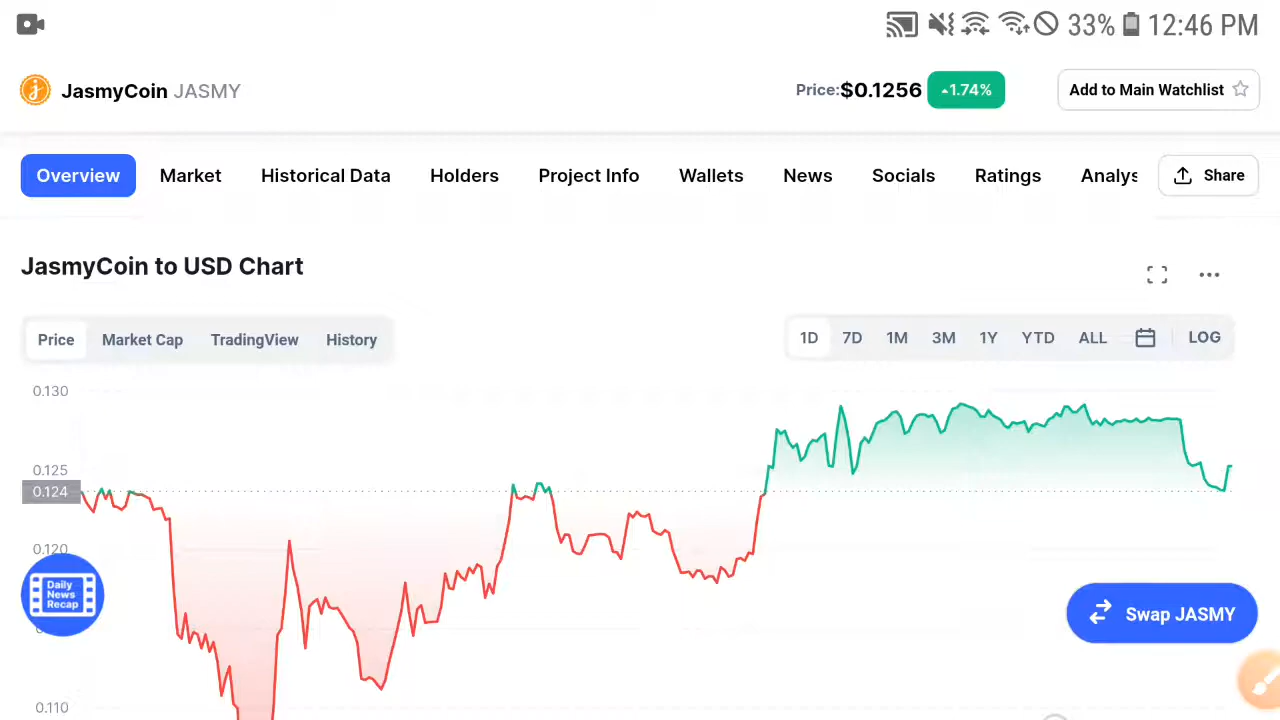 33% 12:46 PM
JasmyCoin JASMY
Price:$0.1256 1.74%
Add to Main Watchlist
Overview Market Historical Data Holders Project Info Wallets News Socials Ratings Analys Share
JasmyCoin to USD Chart
Price Market Cap TradingView History
1D 7D 1M 3M 1Y YTD ALL LOG
0.130
0.125
0.124
0.120
Daily
News
Recap
Swap JASMY
0.110